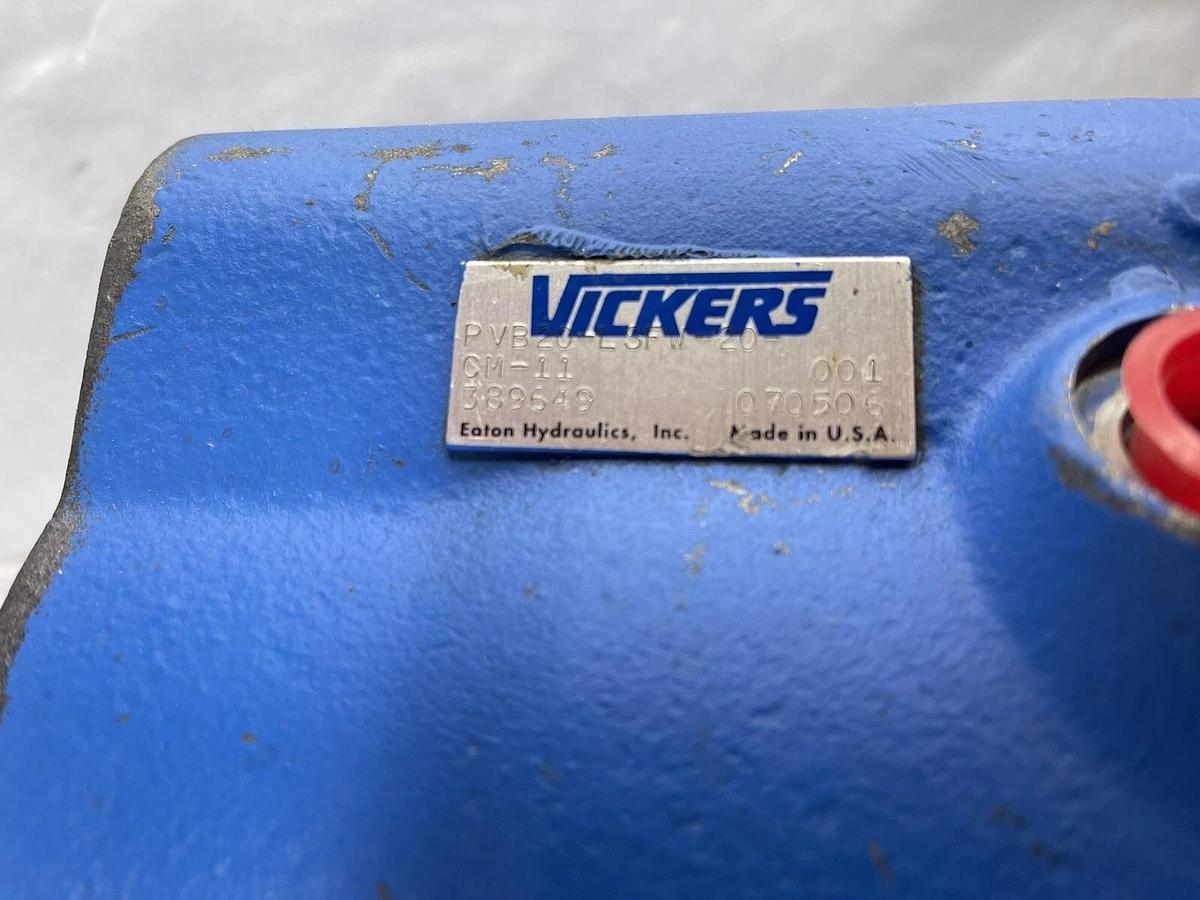 VICKERS
PVB20-LSFW-20-
CM-11 001
389649 070506
Eaton Hydraulics, Inc. Made in U.S.A.